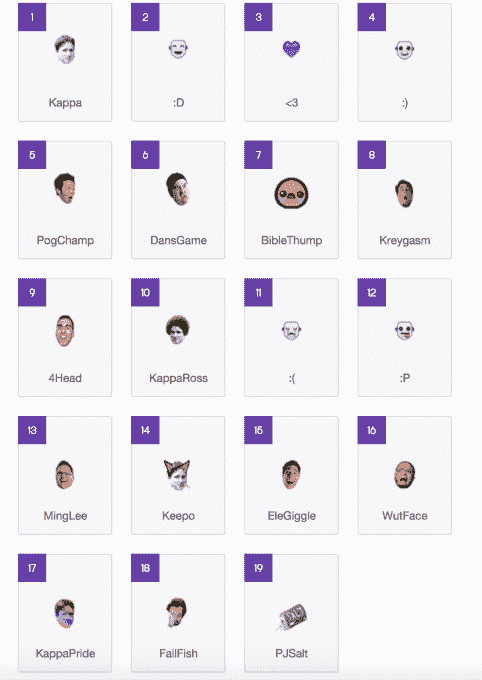 1
Kappa
2
:D
3
<3
4
:)
5
PogChamp
6
DansGame
7
BibleThump
8
Kreygasm
9
4Head
10
KappaRoss
11
:(
12
:P
13
MingLee
14
Keepo
15
EleGiggle
16
WutFace
17
KappaPride
18
FailFish
19
PJSalt